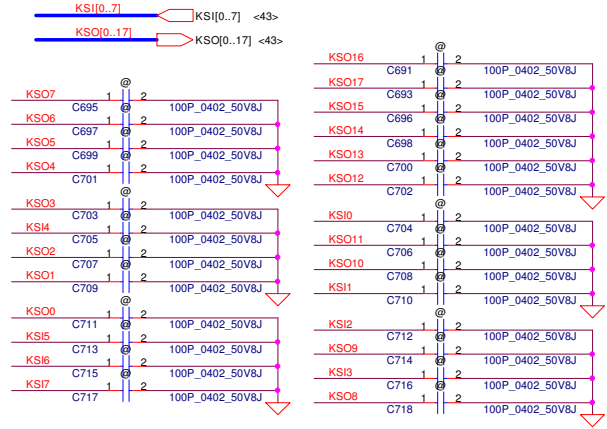 KSI[0..7]
KSI[0..7] <43>
KSO[0..17]
KSO[0..17] <43>
@
KSO7 1 2
C695 @ 100P_0402_50V8J
KSO6 1 2
C697 @ 100P_0402_50V8J
KSO5 1 2
C699 @ 100P_0402_50V8J
KSO4 1 2
C701 100P_0402_50V8J
@
KSO3 1 2
C703 @ 100P_0402_50V8J
KSI4 1 2
C705 @ 100P_0402_50V8J
KSO2 1 2
C707 @ 100P_0402_50V8J
KSO1 1 2
C709 100P_0402_50V8J
@
KSO0 1 2
C711 @ 100P_0402_50V8J
KSI5 1 2
C713 @ 100P_0402_50V8J
KSI6 1 2
C715 @ 100P_0402_50V8J
KSI7 1 2
C717 100P_0402_50V8J
@
KSO16 1 2
C691 @ 100P_0402_50V8J
KSO17 1 2
C693 @ 100P_0402_50V8J
KSO15 1 2
C696 @ 100P_0402_50V8J
KSO14 1 2
C698 @ 100P_0402_50V8J
KSO13 1 2
C700 @ 100P_0402_50V8J
KSO12 1 2
C702 100P_0402_50V8J
@
KSI0 1 2
C704 @ 100P_0402_50V8J
KSO11 1 2
C706 @ 100P_0402_50V8J
KSO10 1 2
C708 @ 100P_0402_50V8J
KSI1 1 2
C710 100P_0402_50V8J
@
KSI2 1 2
C712 @ 100P_0402_50V8J
KSO9 1 2
C714 @ 100P_0402_50V8J
KSI3 1 2
C716 @ 100P_0402_50V8J
KSO8 1 2
C718 100P_0402_50V8J